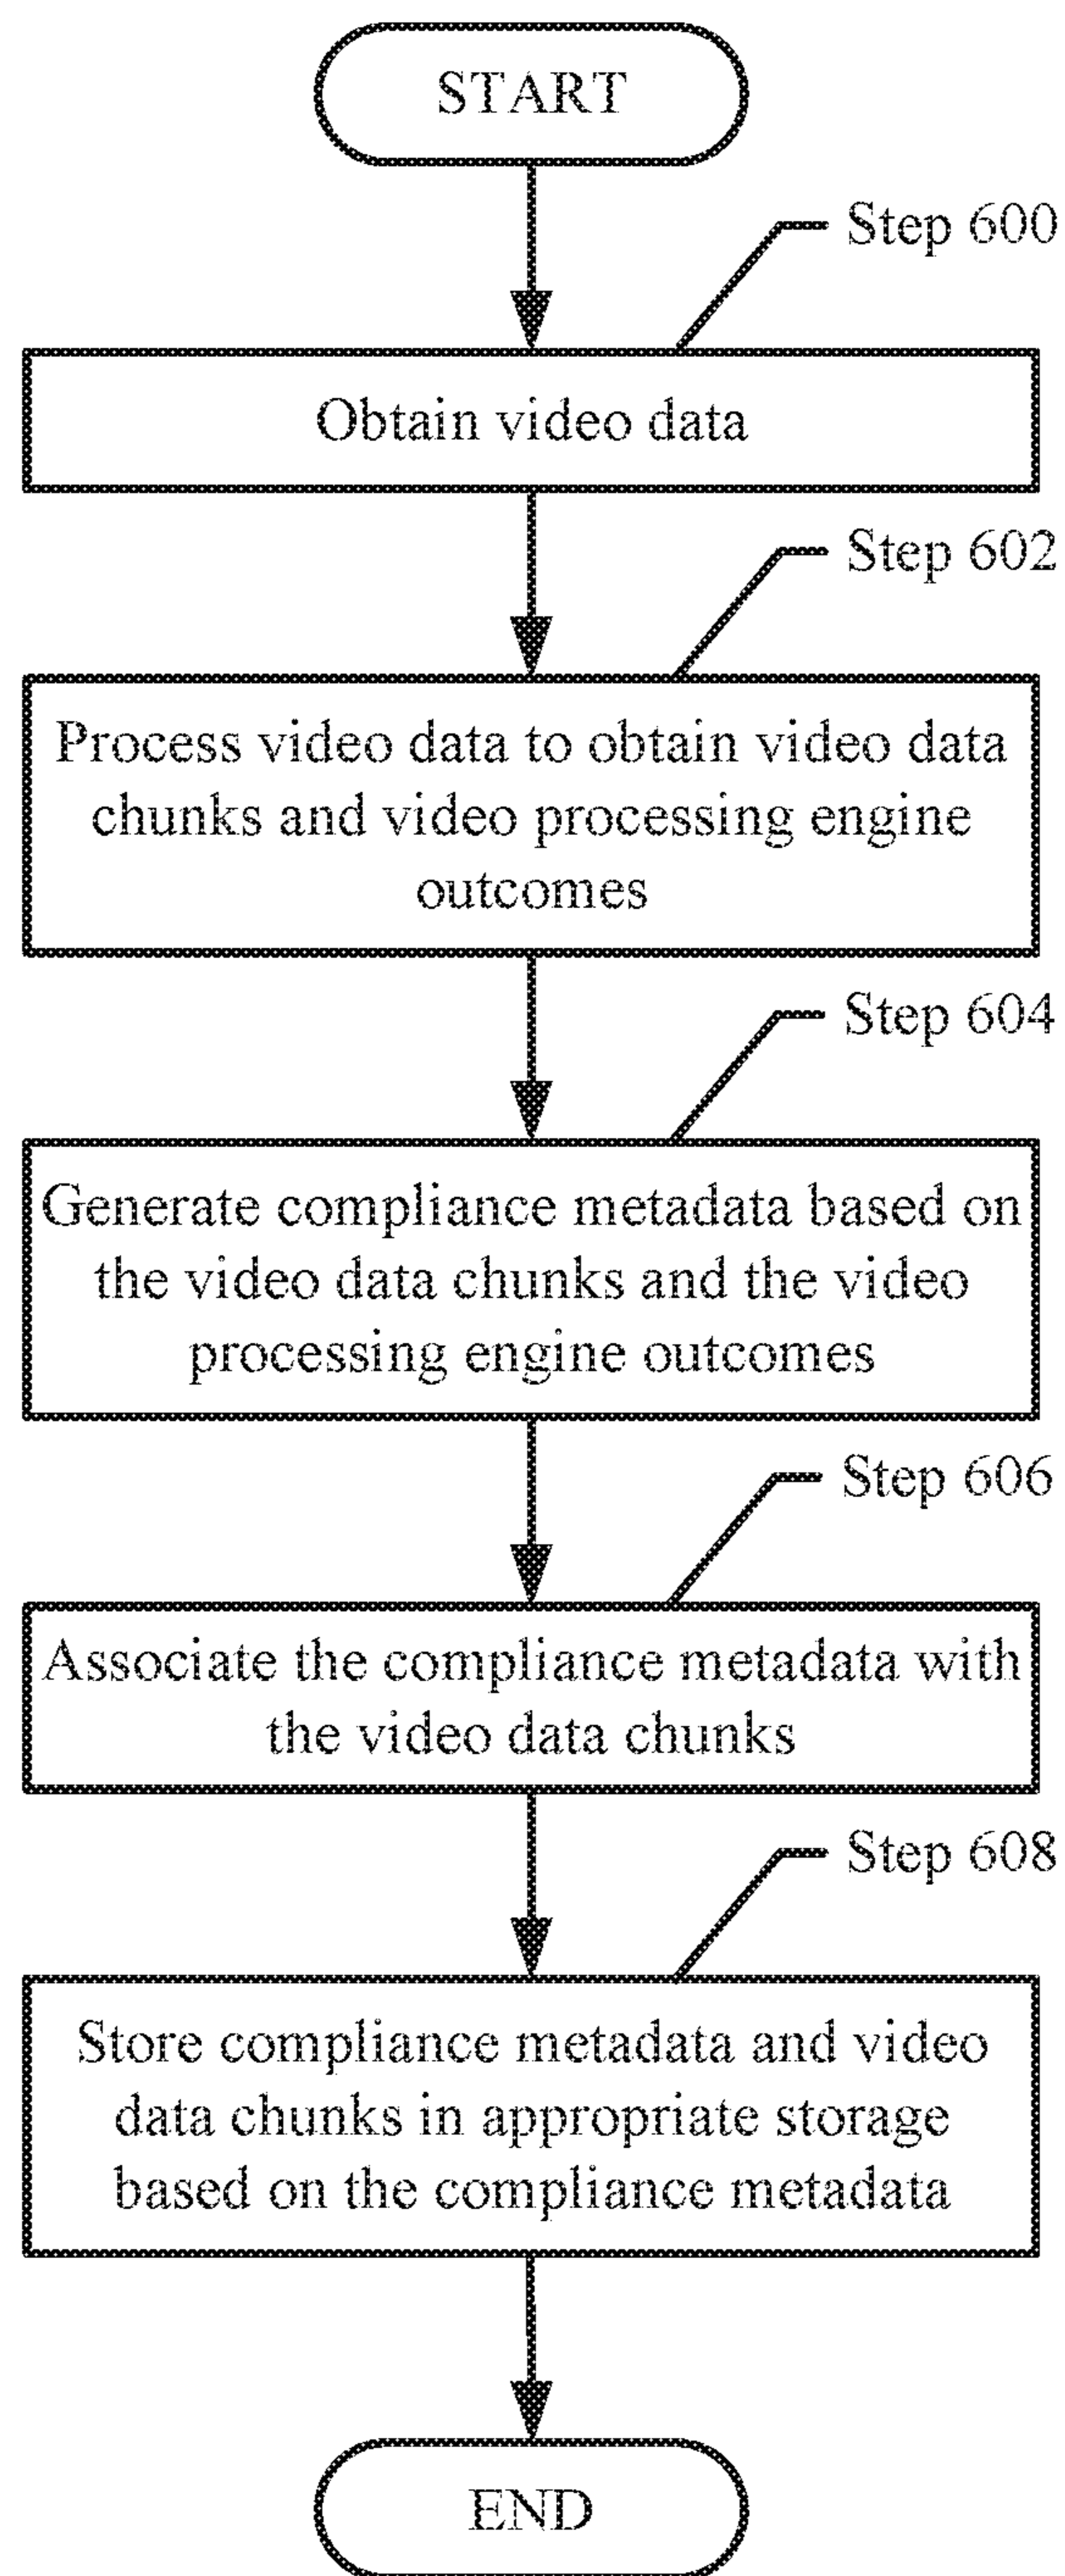 START
Step 600
Obtain video data
Step 602
Process video data to obtain video data
chunks and video processing engine
outcomes
Step 604
Generate compliance metadata based on
the video data chunks and the video
processing engine outcomes
Step 606
Associate the compliance metadata with
the video data chunks
Step 608
Store compliance metadata and video
data chunks in appropriate storage
based on the compliance metadata
END